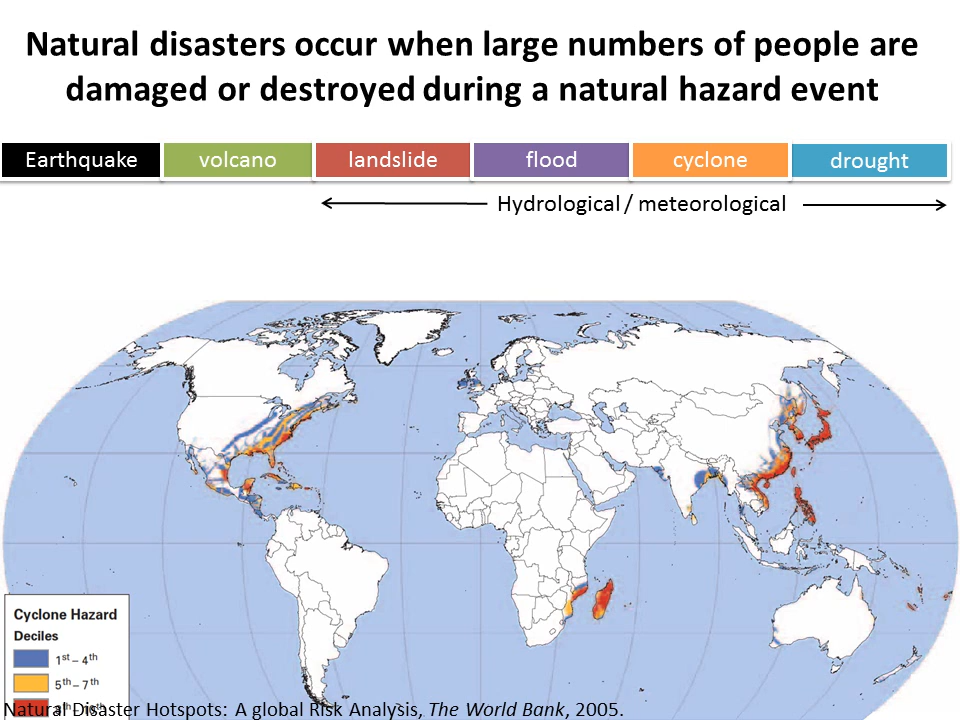 Natural disasters occur when large numbers of people are
damaged or destroyed during a natural hazard event
Earthquake volcano landslide flood cyclone drought
Hydrological / meteorological
Cyclone Hazard
Deciles
1st – 4th
5th – 7th
Natural Disaster Hotspots: A global Risk Analysis, The World Bank, 2005.